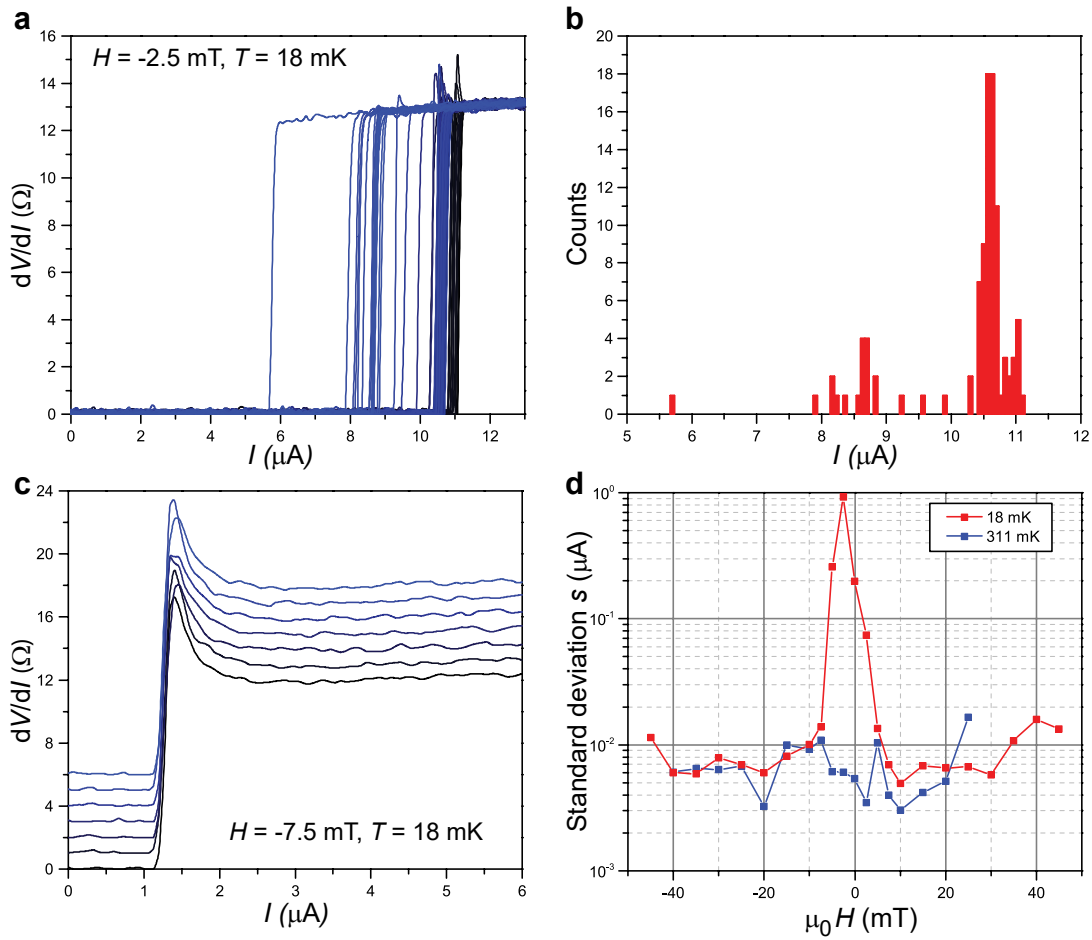 a
H = -2.5 mT, T = 18 mK
16
14
12
10
8
6
4
2
0
dV/dI (Ω)
0 2 4 6 8 10 12
I (μA)
b
20
18
16
14
12
10
8
6
4
2
0
Counts
5 6 7 8 9 10 11 12
I (μA)
c
24
20
16
12
8
4
0
dV/dI (Ω)
H = -7.5 mT, T = 18 mK
0 1 2 3 4 5 6
I (μA)
d
10⁰
10⁻¹
10⁻²
10⁻³
Standard deviation s (μA)
18 mK
311 mK
-40 -20 0 20 40
μ₀H (mT)